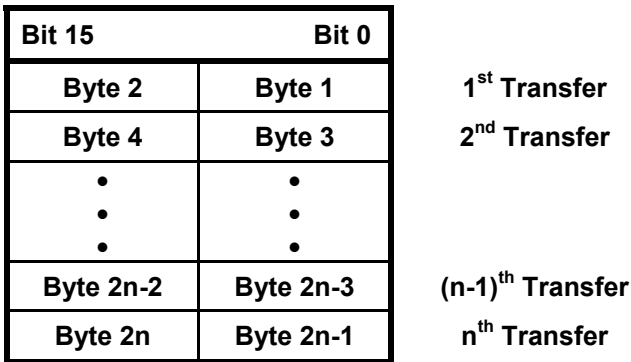 Bit 15 Bit 0
Byte 2 Byte 1 1st Transfer
Byte 4 Byte 3 2nd Transfer
• •
• •
• •
Byte 2n-2 Byte 2n-3 (n-1)th Transfer
Byte 2n Byte 2n-1 nth Transfer